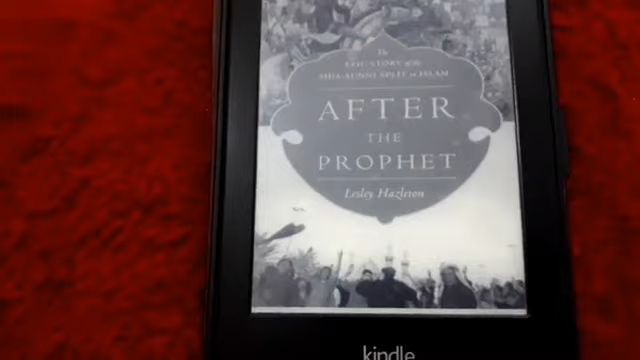 The
EPIC STORY of the
SHIA-SUNNI SPLIT in ISLAM
AFTER
THE
PROPHET
Lesley Hazleton
kindle